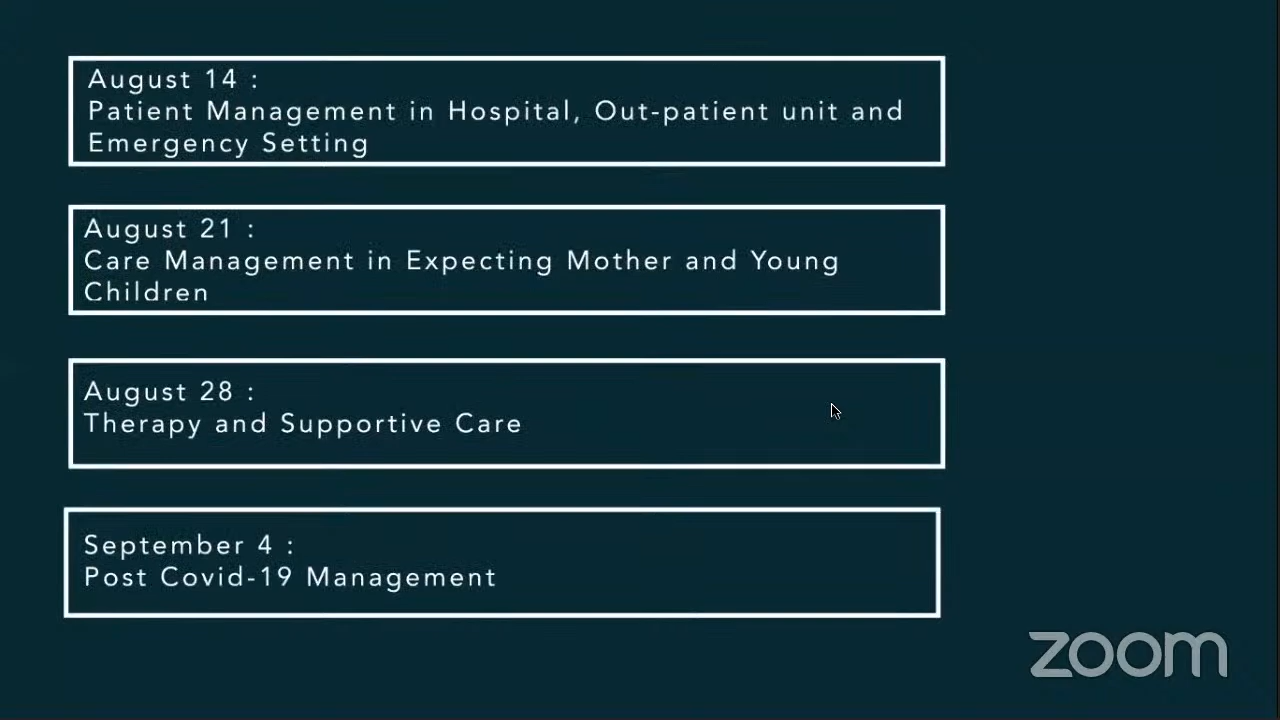 August 14 :
Patient Management in Hospital, Out-patient unit and
Emergency Setting
August 21 :
Care Management in Expecting Mother and Young
Children
August 28 :
Therapy and Supportive Care
September 4 :
Post Covid-19 Management
zoom